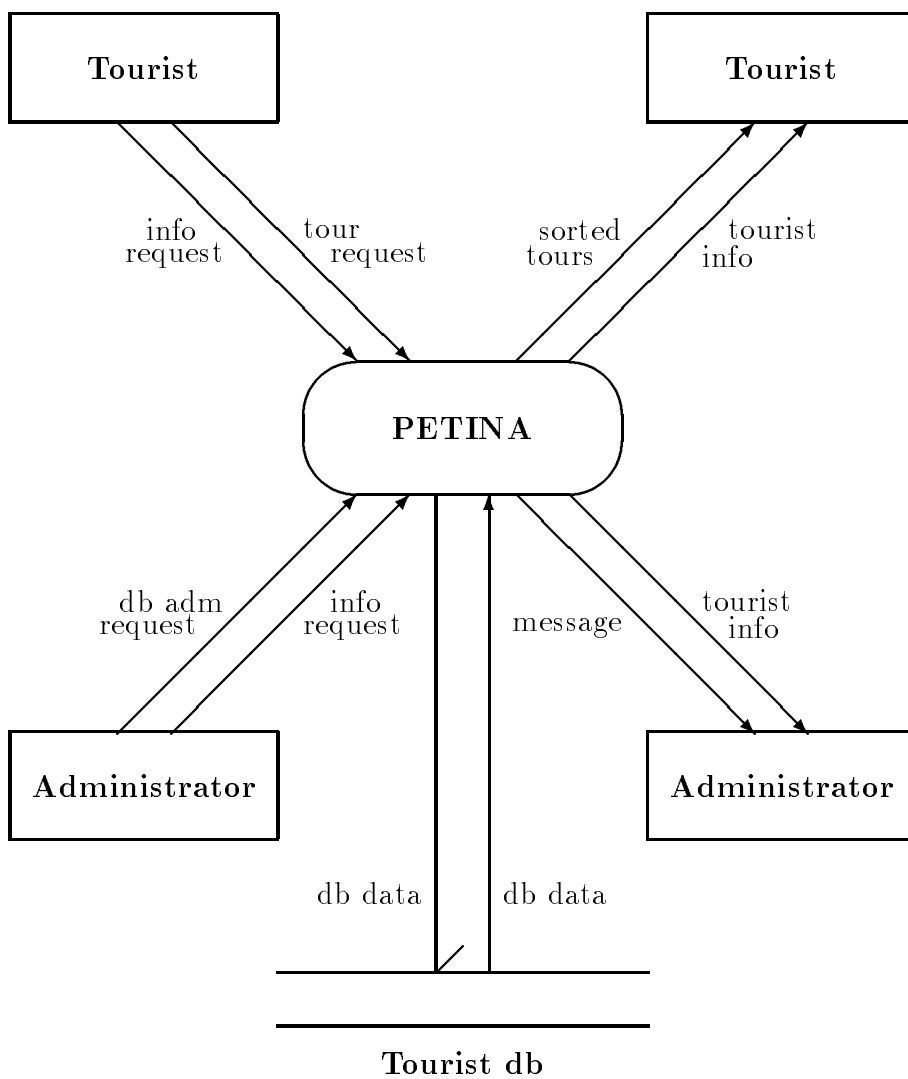 Tourist
Tourist
info
request
tour
request
sorted
tours
tourist
info
PETINA
db adm
request
info
request
message
tourist
info
Administrator
Administrator
db data
db data
Tourist db